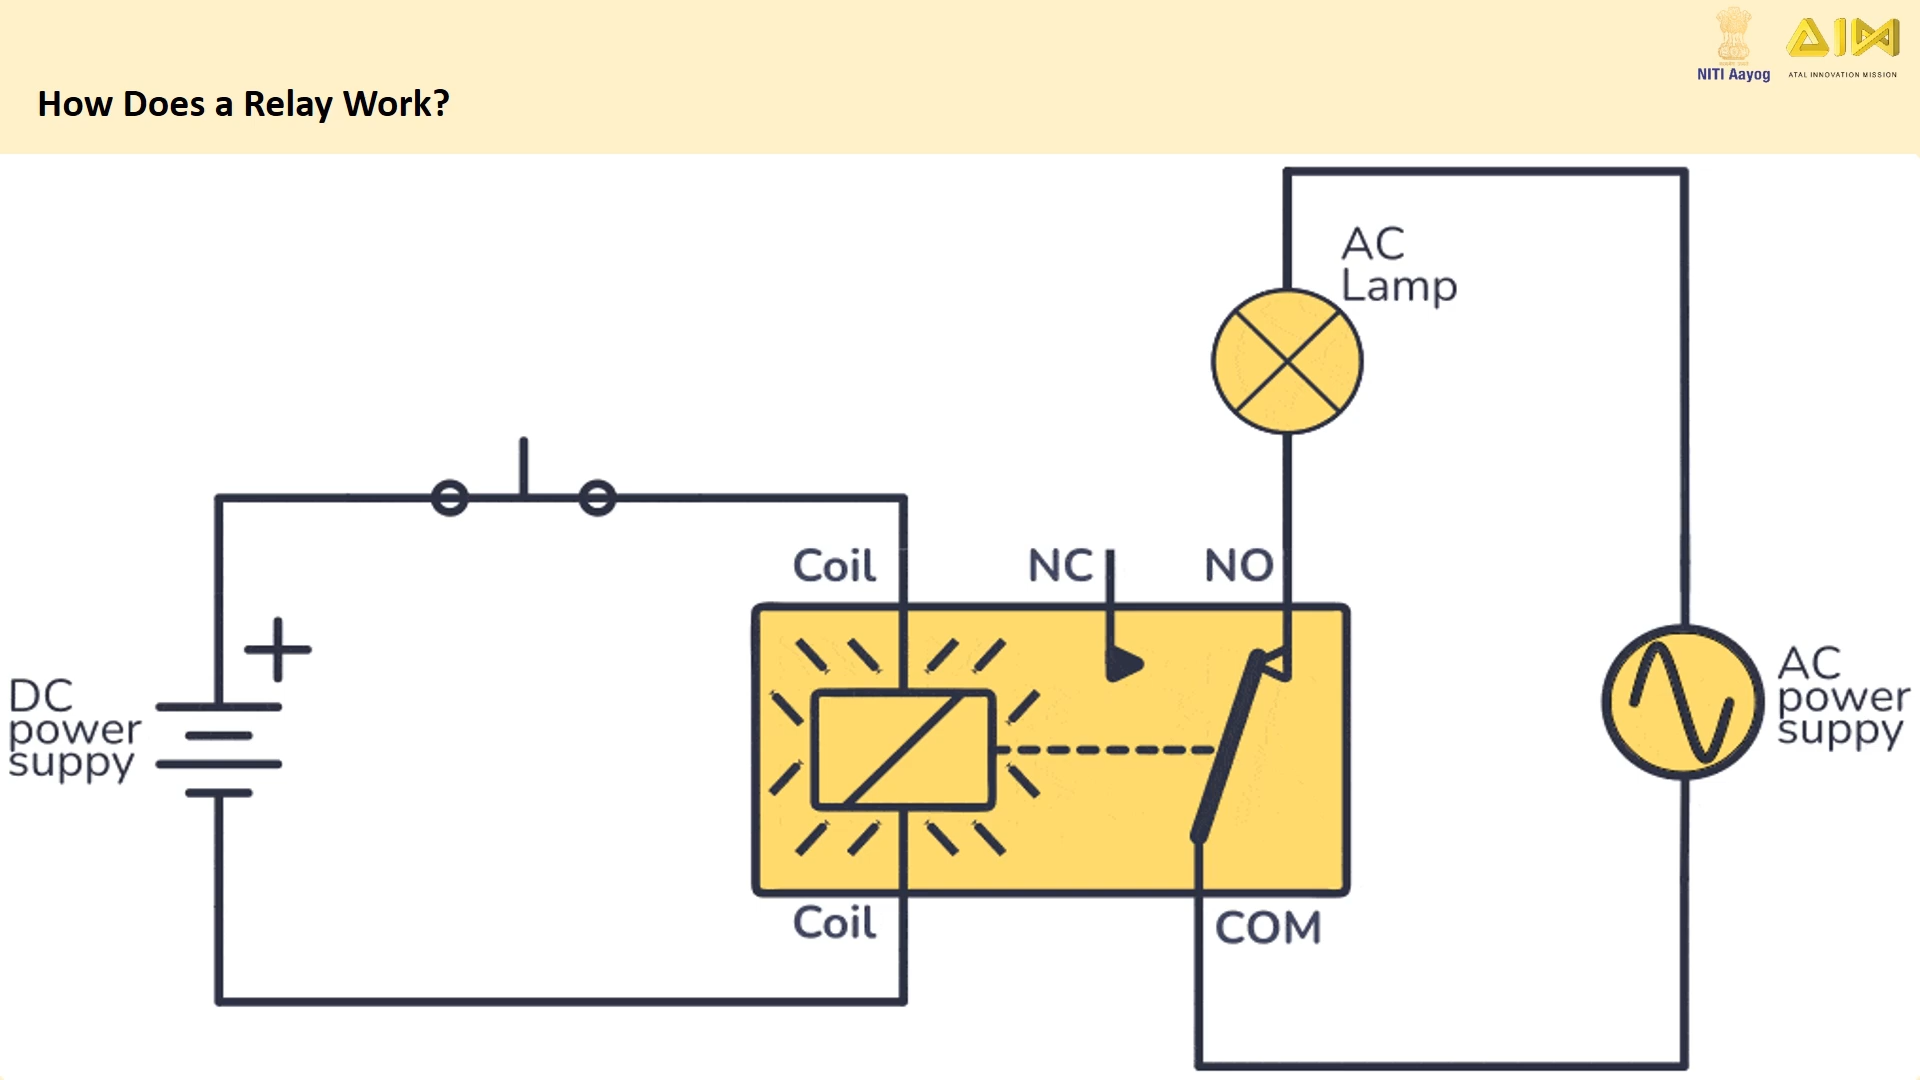 NITI Aayog
ATAL INNOVATION MISSION
How Does a Relay Work?
AC
Lamp
Coil
NC
NO
DC
power
suppy
AC
power
suppy
Coil
COM